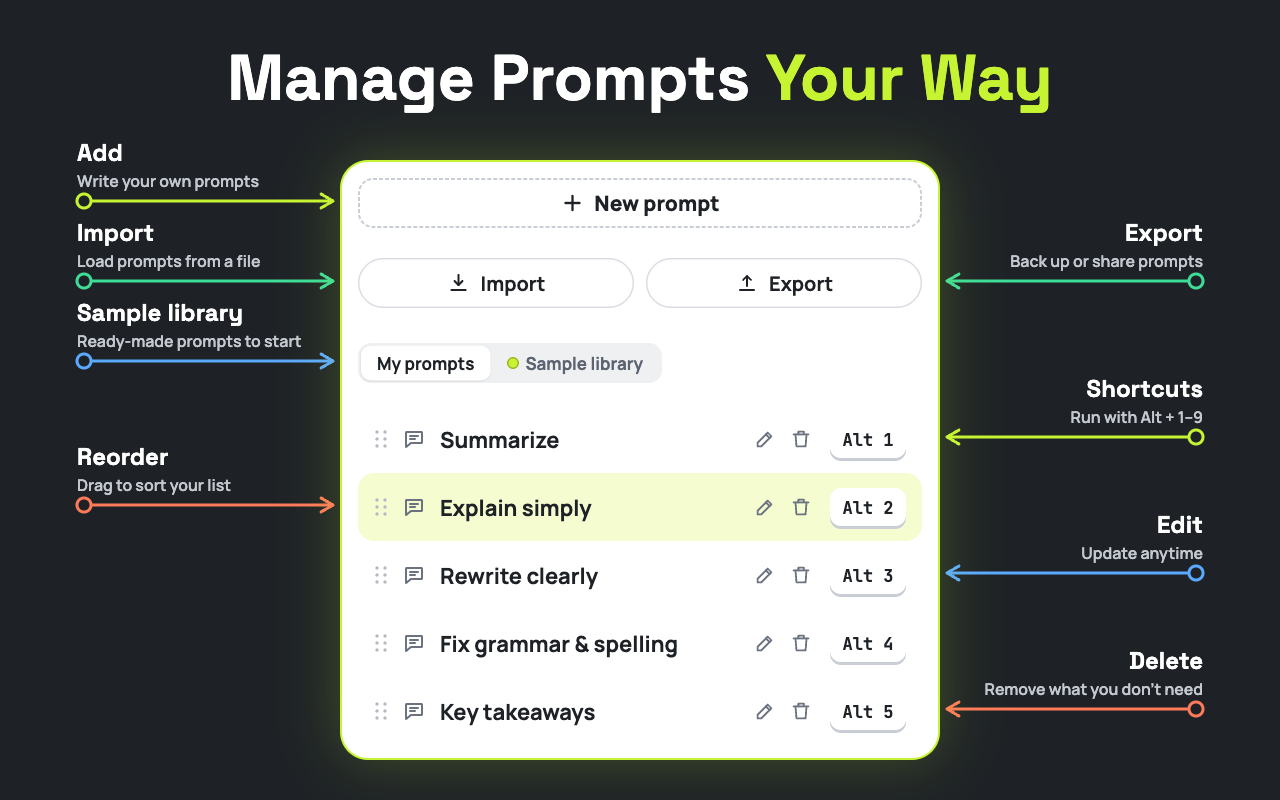 Manage Prompts Your Way
Add
Write your own prompts
Import
Load prompts from a file
Sample library
Ready-made prompts to start
Reorder
Drag to sort your list
New prompt
Import
Export
My prompts
Sample library
Summarize
Alt 1
Explain simply
Alt 2
Rewrite clearly
Alt 3
Fix grammar & spelling
Alt 4
Key takeaways
Alt 5
Export
Back up or share prompts
Shortcuts
Run with Alt + 1–9
Edit
Update anytime
Delete
Remove what you don't need